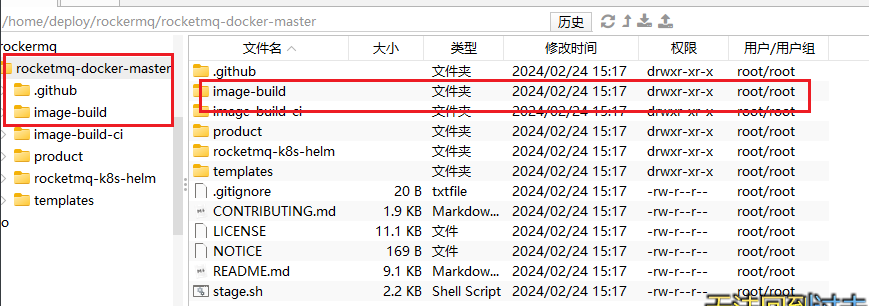 /home/deploy/rockermq/rocketmq-docker-master 历史
rockermq
rocketmq-docker-master
.github
image-build
image-build-ci
product
rocketmq-k8s-helm
templates
o
文件名 大小 类型 修改时间 权限 用户/用户组
.github 文件夹 2024/02/24 15:17 drwxr-xr-x root/root
image-build 文件夹 2024/02/24 15:17 drwxr-xr-x root/root
image-build-ci 文件夹 2024/02/24 15:17 drwxr-xr-x root/root
product 文件夹 2024/02/24 15:17 drwxr-xr-x root/root
rocketmq-k8s-helm 文件夹 2024/02/24 15:17 drwxr-xr-x root/root
templates 文件夹 2024/02/24 15:17 drwxr-xr-x root/root
.gitignore 20 B txtfile 2024/02/24 15:17 -rw-r--r-- root/root
CONTRIBUTING.md 1.9 KB Markdow... 2024/02/24 15:17 -rw-r--r-- root/root
LICENSE 11.1 KB 文件 2024/02/24 15:17 -rw-r--r-- root/root
NOTICE 169 B 文件 2024/02/24 15:17 -rw-r--r-- root/root
README.md 9.1 KB Markdow... 2024/02/24 15:17 -rw-r--r-- root/root
stage.sh 2.2 KB Shell Script 2024/02/24 15:17 -rw-r--r-- root/root